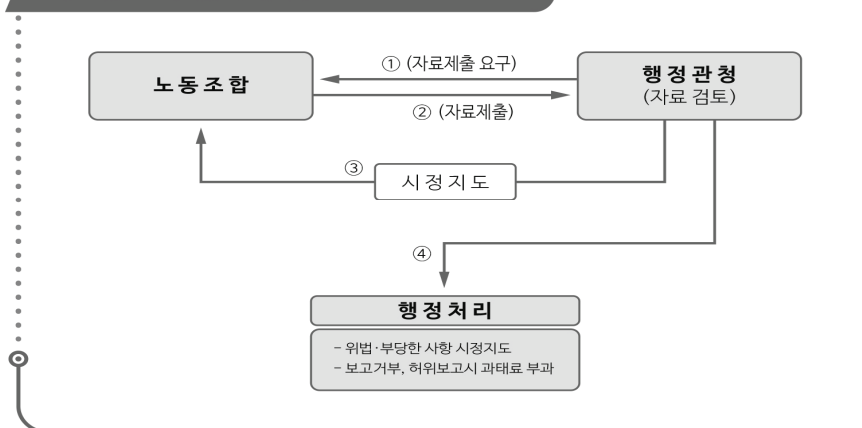 ① (자료제출 요구)
노동조합
행정관청
(자료 검토)
② (자료제출)
③
시정지도
④
행정처리
- 위법·부당한 사항 시정지도
- 보고거부, 허위보고시 과태료 부과